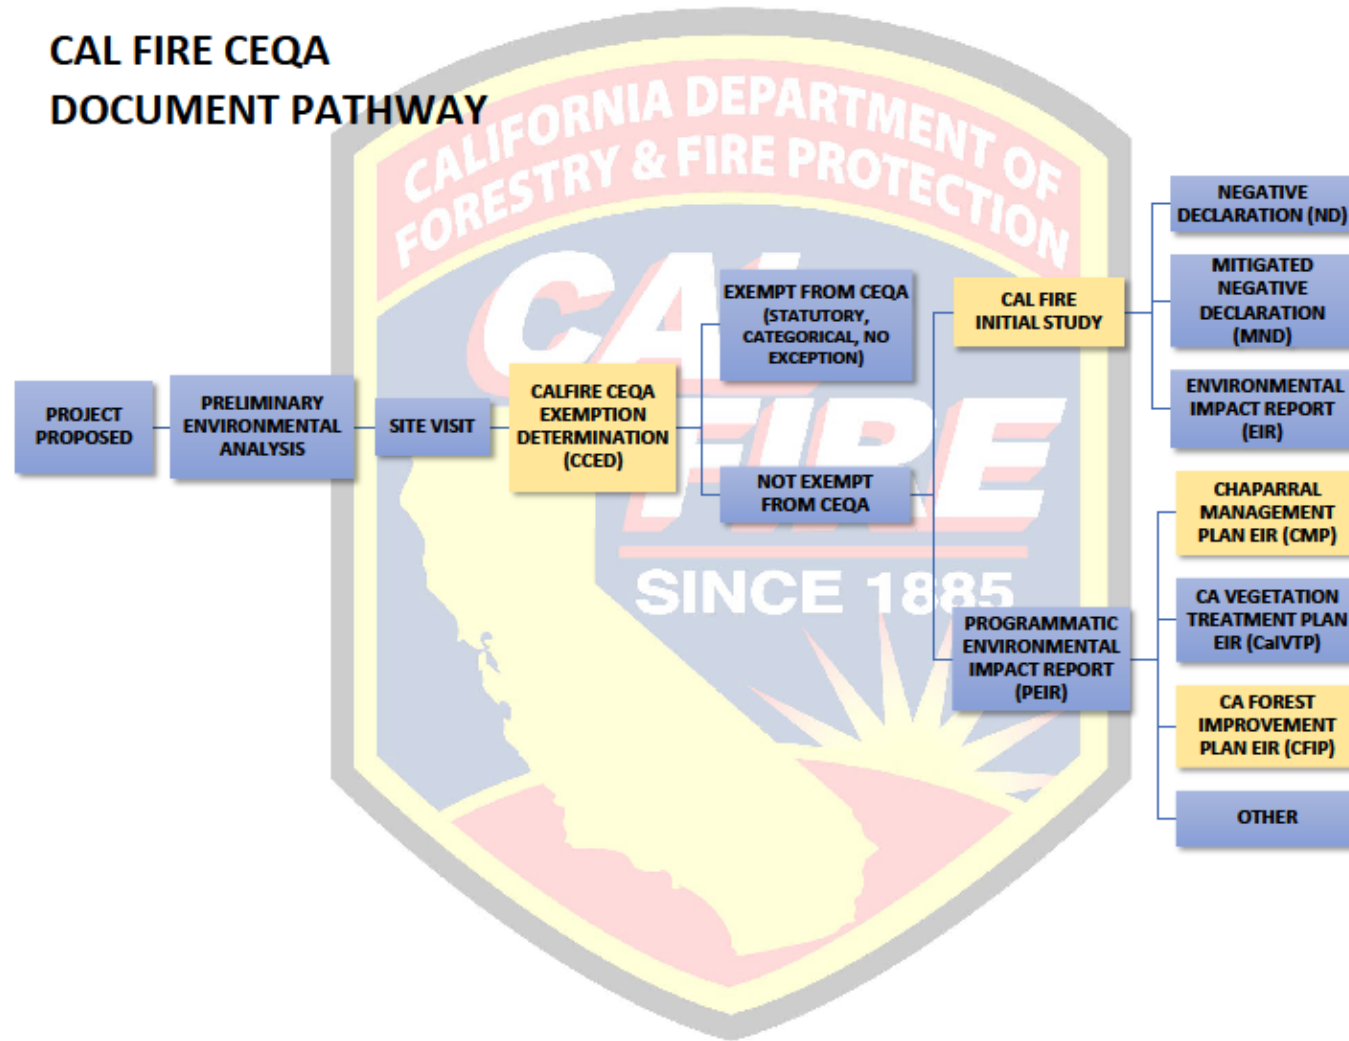 CAL FIRE CEQA
DOCUMENT PATHWAY
CALIFORNIA DEPARTMENT OF
FORESTRY & FIRE PROTECTION
CAL
FIRE
SINCE 1885
PROJECT
PROPOSED
PRELIMINARY
ENVIRONMENTAL
ANALYSIS
SITE VISIT
CALFIRE CEQA
EXEMPTION
DETERMINATION
(CCED)
EXEMPT FROM CEQA
(STATUTORY,
CATEGORICAL, NO
EXCEPTION)
NOT EXEMPT
FROM CEQA
CAL FIRE
INITIAL STUDY
NEGATIVE
DECLARATION (ND)
MITIGATED
NEGATIVE
DECLARATION
(MND)
ENVIRONMENTAL
IMPACT REPORT
(EIR)
PROGRAMMATIC
ENVIRONMENTAL
IMPACT REPORT
(PEIR)
CHAPARRAL
MANAGEMENT
PLAN EIR (CMP)
CA VEGETATION
TREATMENT PLAN
EIR (CalVTP)
CA FOREST
IMPROVEMENT
PLAN EIR (CFIP)
OTHER